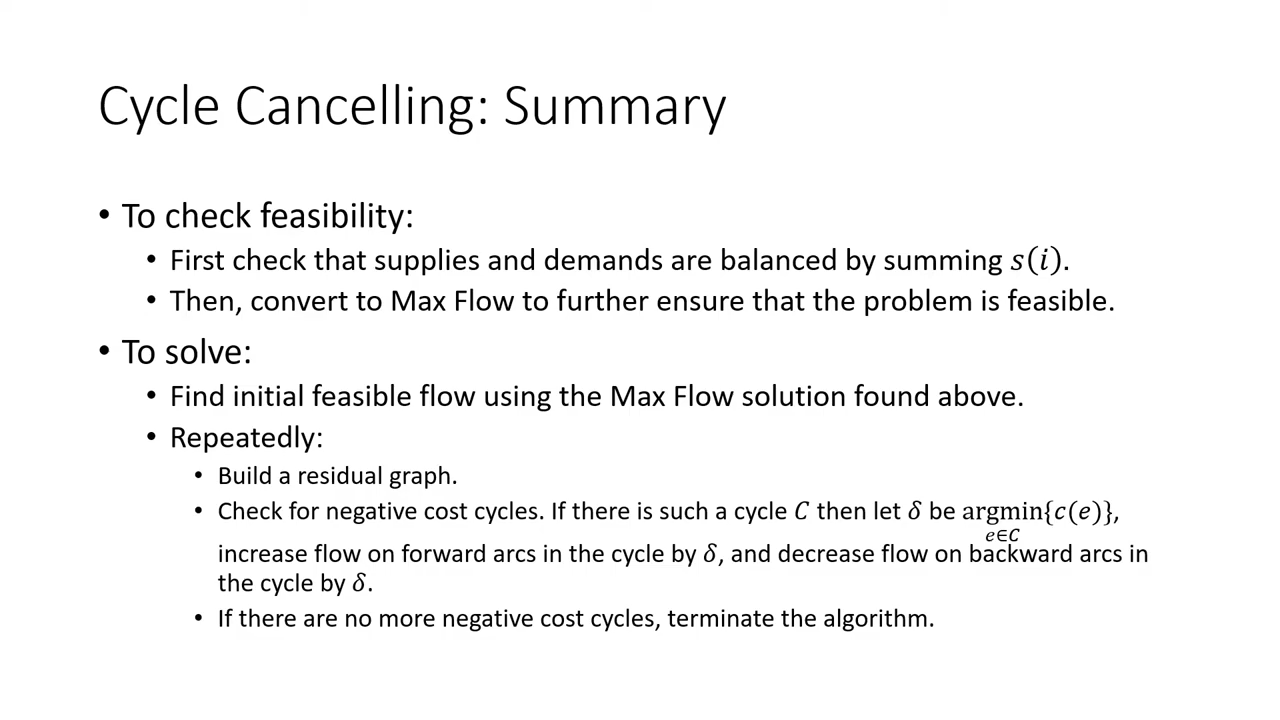 Cycle Cancelling: Summary
• To check feasibility:
• First check that supplies and demands are balanced by summing s(i).
• Then, convert to Max Flow to further ensure that the problem is feasible.
• To solve:
• Find initial feasible flow using the Max Flow solution found above.
• Repeatedly:
• Build a residual graph.
• Check for negative cost cycles. If there is such a cycle C then let δ be argmin{c(e)},
e∈C
increase flow on forward arcs in the cycle by δ, and decrease flow on backward arcs in
the cycle by δ.
• If there are no more negative cost cycles, terminate the algorithm.